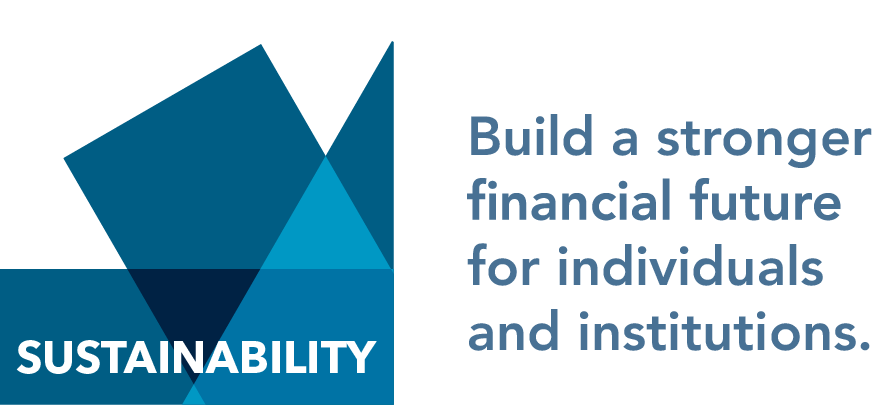 SUSTAINABILITY
Build a stronger
financial future
for individuals
and institutions.